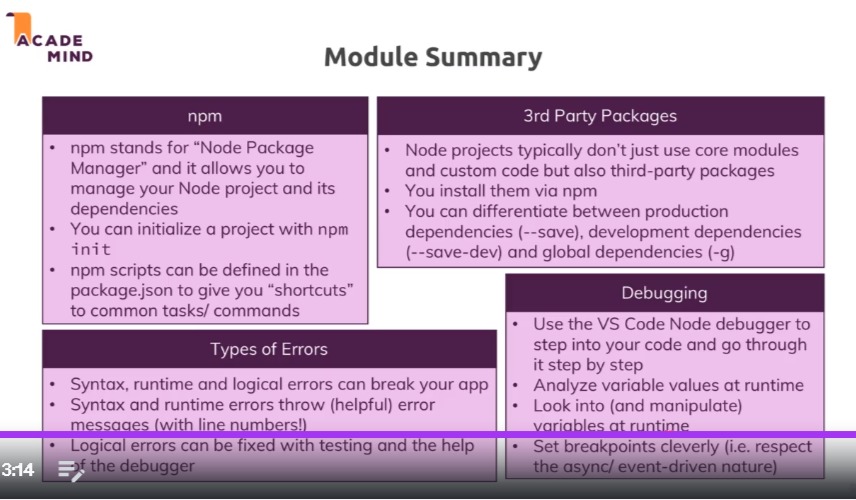 ACADE
MIND
Module Summary
npm
• npm stands for “Node Package
Manager” and it allows you to
manage your Node project and its
dependencies
• You can initialize a project with npm
init
• npm scripts can be defined in the
package.json to give you “shortcuts”
to common tasks/ commands
3rd Party Packages
• Node projects typically don’t just use core modules
and custom code but also third-party packages
• You install them via npm
• You can differentiate between production
dependencies (--save), development dependencies
(--save-dev) and global dependencies (-g)
Types of Errors
• Syntax, runtime and logical errors can break your app
• Syntax and runtime errors throw (helpful) error
messages (with line numbers!)
• Logical errors can be fixed with testing and the help
of the debugger
Debugging
• Use the VS Code Node debugger to
step into your code and go through
it step by step
• Analyze variable values at runtime
• Look into (and manipulate)
variables at runtime
• Set breakpoints cleverly (i.e. respect
the async/ event-driven nature)
3:14